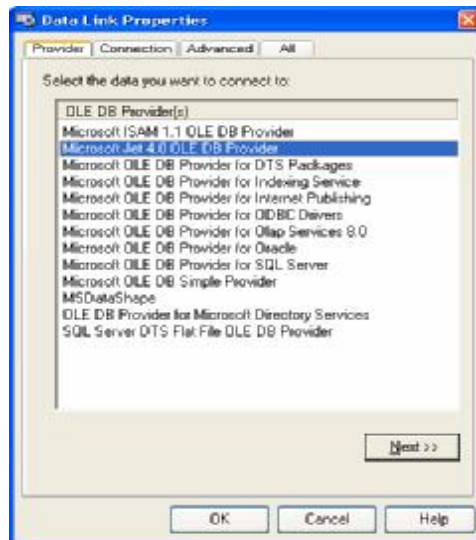 Data Link Properties
Provider Connection Advanced All
Select the data you want to connect to:
OLE DB Provider(s)
Microsoft ISAM 1.1 OLE DB Provider
Microsoft Jet 4.0 OLE DB Provider
Microsoft OLE DB Provider for DTS Packages
Microsoft OLE DB Provider for Indexing Service
Microsoft OLE DB Provider for Internet Publishing
Microsoft OLE DB Provider for ODBC Drivers
Microsoft OLE DB Provider for Olap Services 8.0
Microsoft OLE DB Provider for Oracle
Microsoft OLE DB Provider for SQL Server
Microsoft OLE DB Simple Provider
MSDataShape
OLE DB Provider for Microsoft Directory Services
SQL Server DTS Flat File OLE DB Provider
Next >>
OK Cancel Help